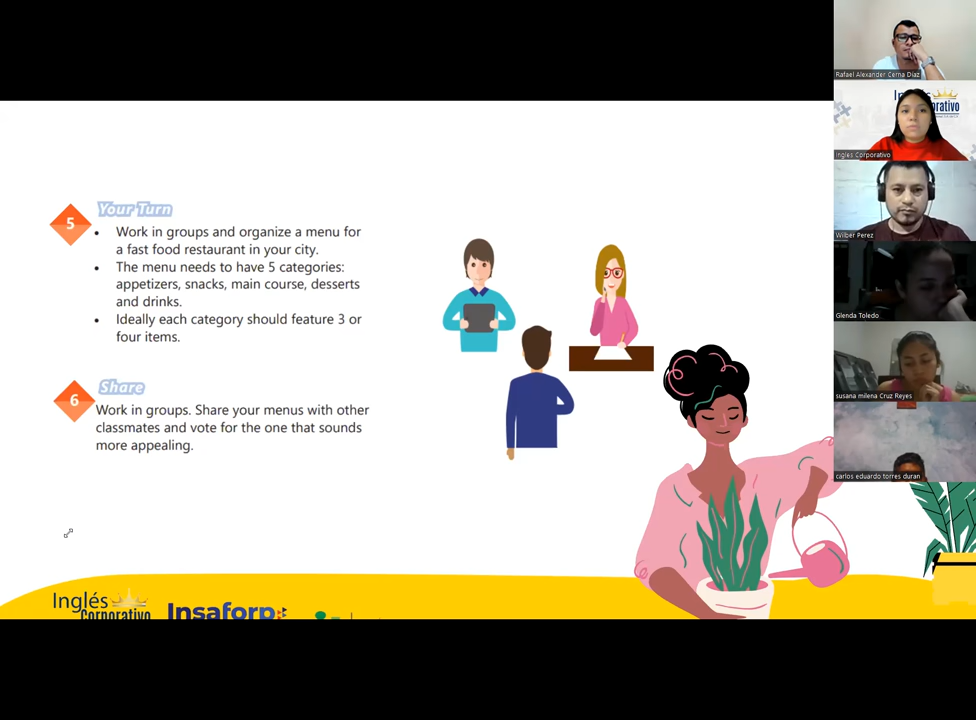 5
Your Turn
• Work in groups and organize a menu for
a fast food restaurant in your city.
• The menu needs to have 5 categories:
appetizers, snacks, main course, desserts
and drinks.
• Ideally each category should feature 3 or
four items.
6
Share
Work in groups. Share your menus with other
classmates and vote for the one that sounds
more appealing.
Inglés
Corporativo
Insaforp
Rafael Alexander Cerna Diaz
Ingles Corporativo
Wilber Perez
Glenda Toledo
susana milena Cruz Reyes
carlos eduardo torres duran